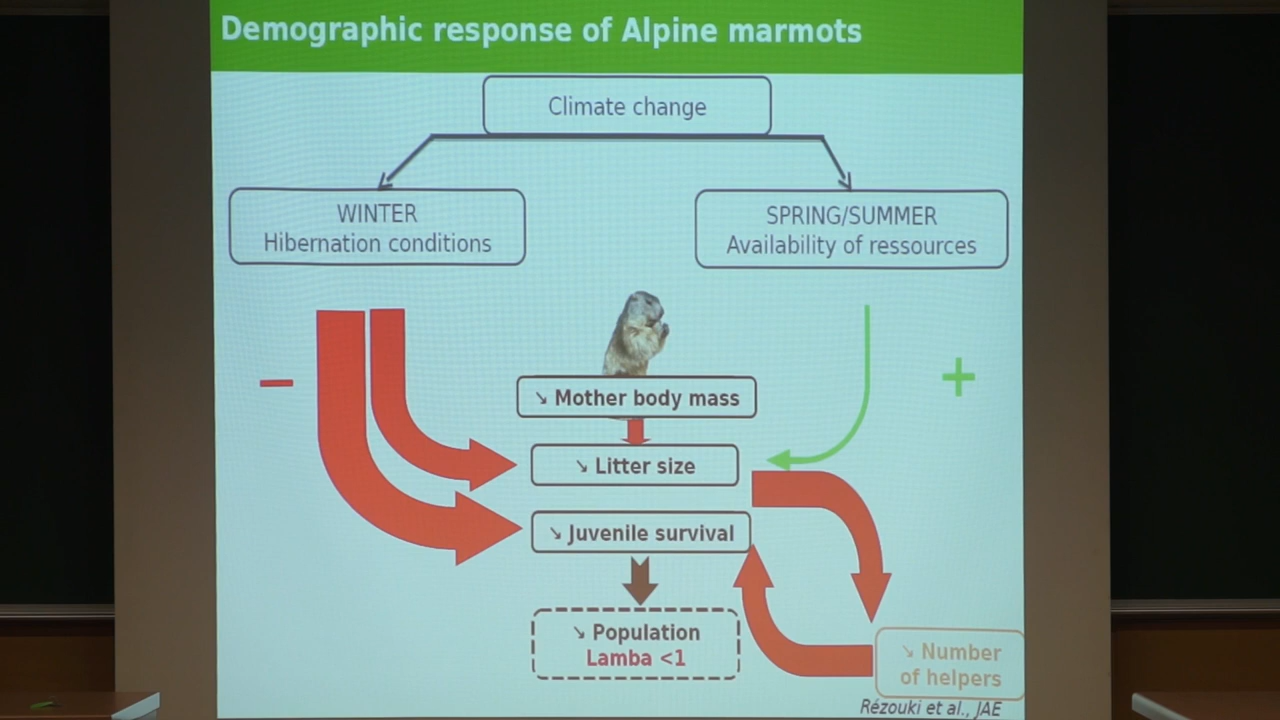 Demographic response of Alpine marmots
Climate change
WINTER
Hibernation conditions
SPRING/SUMMER
Availability of ressources
−
+
↘ Mother body mass
↘ Litter size
↘ Juvenile survival
↘ Population
Lamba <1
↘ Number
of helpers
Rézouki et al., JAE